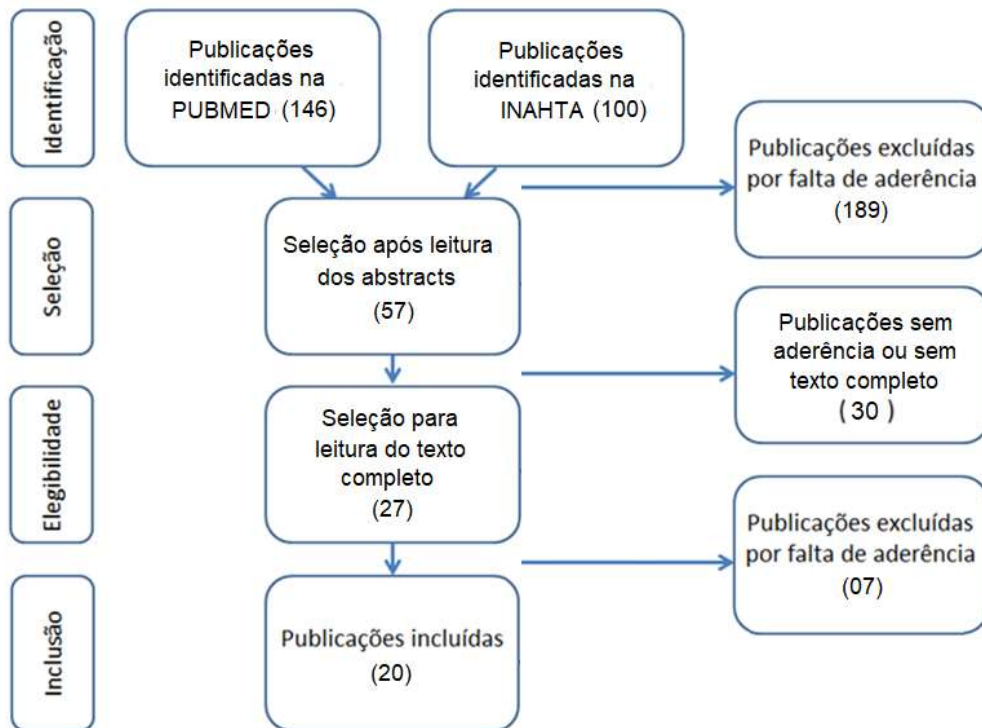 Identificação
Publicações
identificadas na
PUBMED (146)
Publicações
identificadas na
INAHTA (100)
Publicações excluídas
por falta de aderência
(189)
Seleção
Seleção após leitura
dos abstracts
(57)
Publicações sem
aderência ou sem
texto completo
( 30 )
Elegibilidade
Seleção para
leitura do texto
completo
(27)
Publicações excluídas
por falta de aderência
(07)
Inclusão
Publicações incluídas
(20)